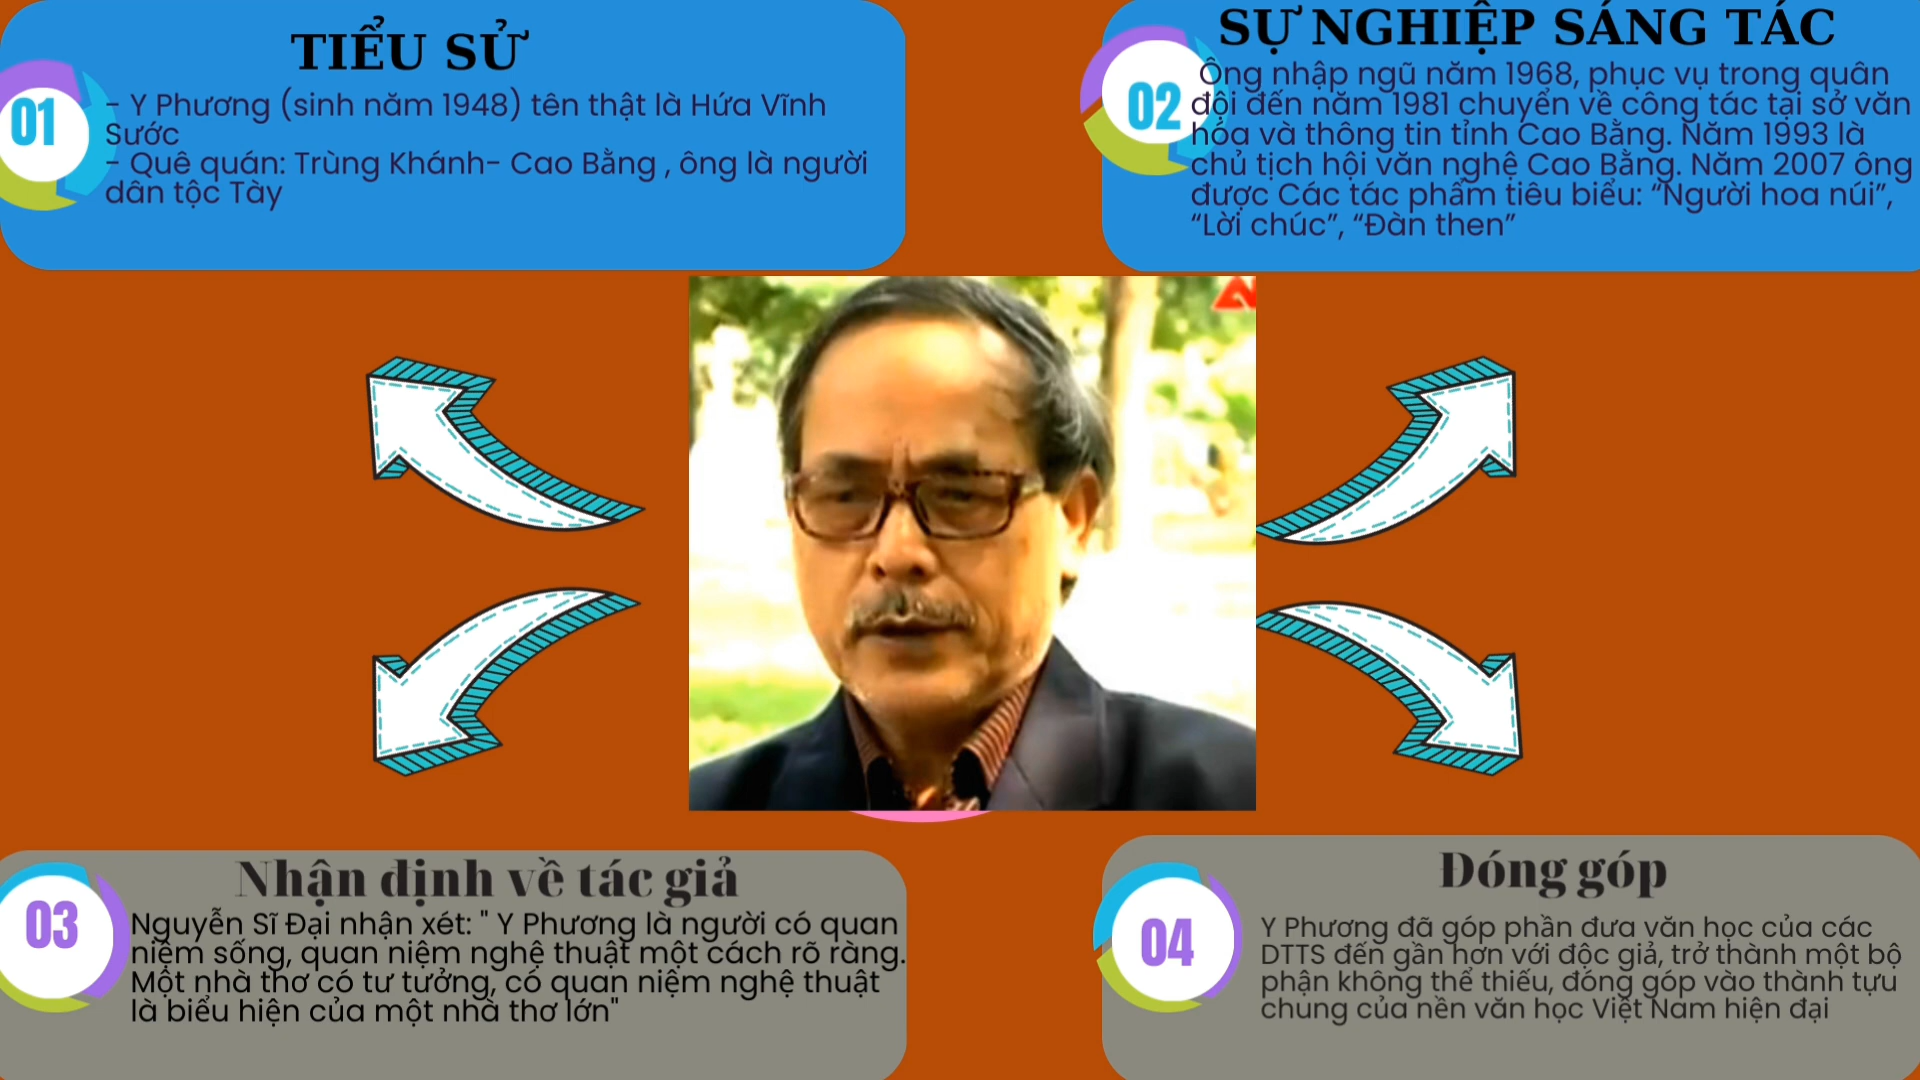 TIỂU SỬ
01
- Y Phương (sinh năm 1948) tên thật là Hứa Vĩnh
Sước
- Quê quán: Trùng Khánh- Cao Bằng , ông là người
dân tộc Tày
SỰ NGHIỆP SÁNG TÁC
02
Ông nhập ngũ năm 1968, phục vụ trong quân
đội đến năm 1981 chuyển về công tác tại sở văn
hóa và thông tin tỉnh Cao Bằng. Năm 1993 là
chủ tịch hội văn nghệ Cao Bằng. Năm 2007 ông
được Các tác phẩm tiêu biểu: “Người hoa núi”,
“Lời chúc”, “Đàn then”
Nhận định về tác giả
03
Nguyễn Sĩ Đại nhận xét: " Y Phương là người có quan
niệm sống, quan niệm nghệ thuật một cách rõ ràng.
Một nhà thơ có tư tưởng, có quan niệm nghệ thuật
là biểu hiện của một nhà thơ lớn"
Đóng góp
04
Y Phương đã góp phần đưa văn học của các
DTTS đến gần hơn với độc giả, trở thành một bộ
phận không thể thiếu, đóng góp vào thành tựu
chung của nền văn học Việt Nam hiện đại